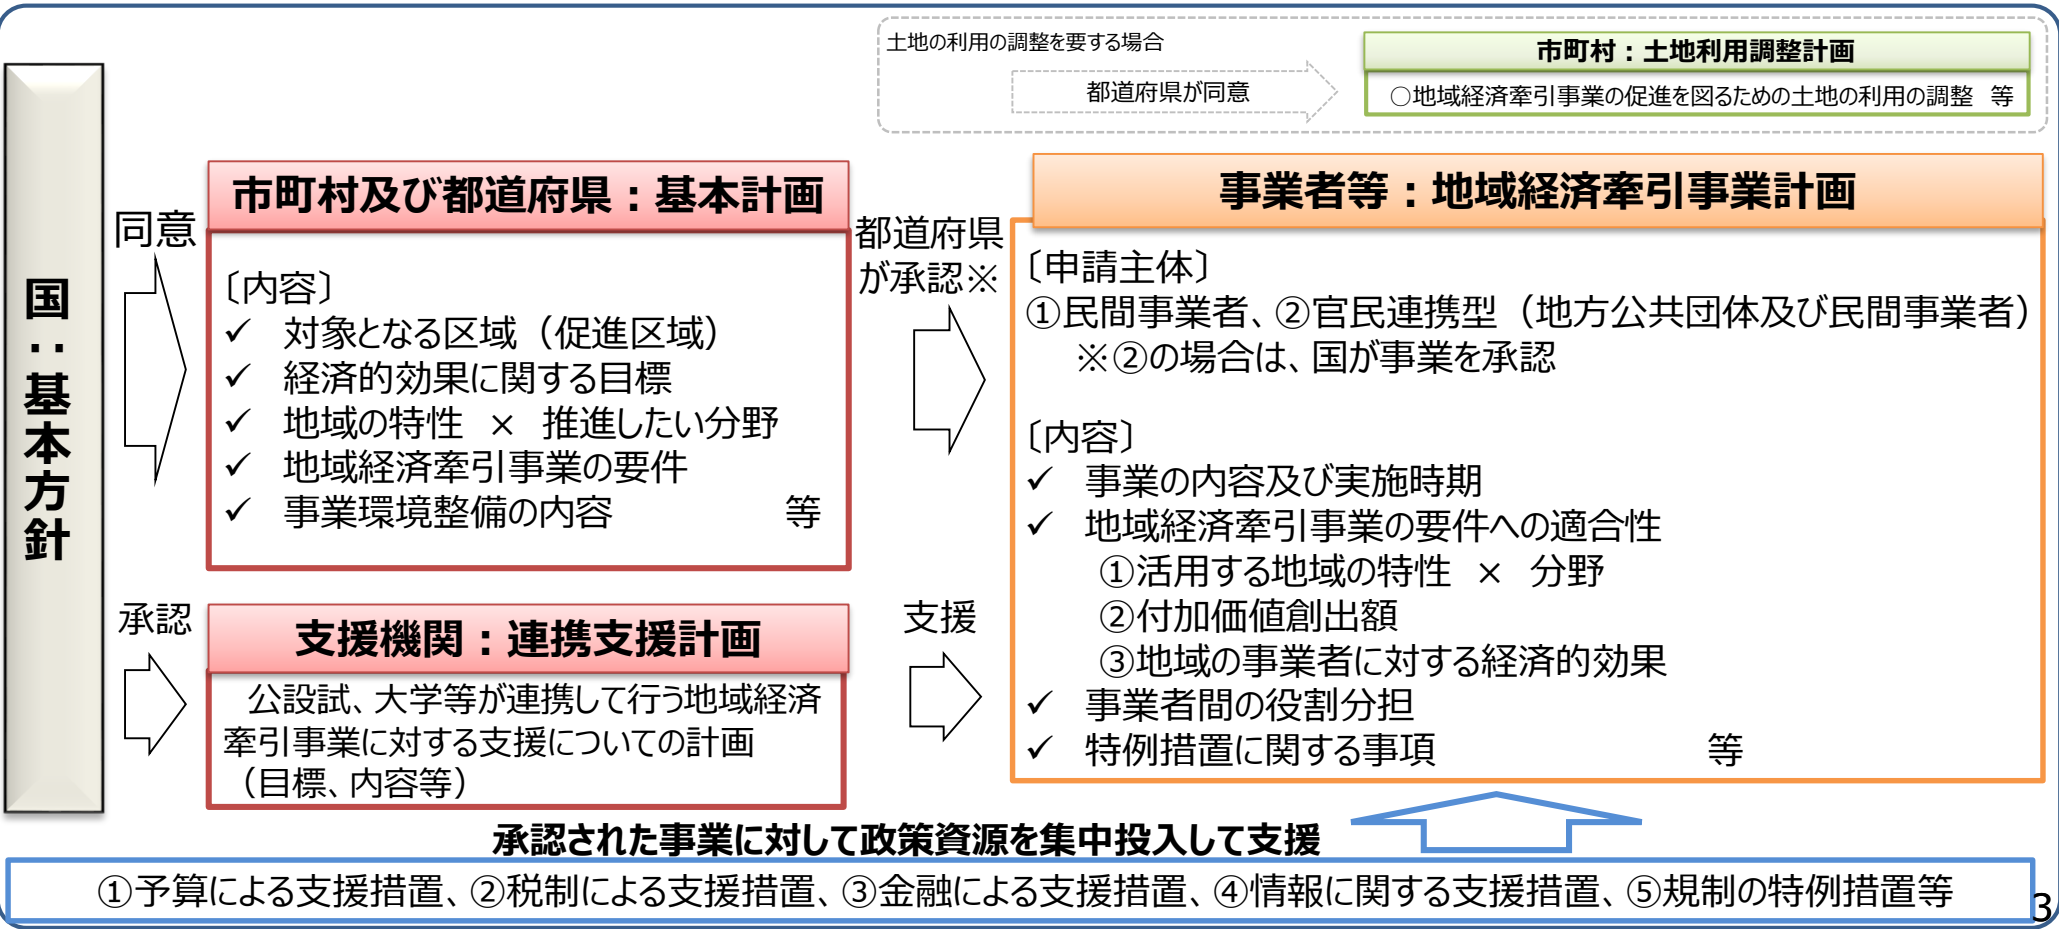 土地の利用の調整を要する場合
都道府県が同意
市町村：土地利用調整計画
○地域経済牽引事業の促進を図るための土地の利用の調整　等
国：基本方針
同意
市町村及び都道府県：基本計画
〔内容〕
✓ 対象となる区域（促進区域）
✓ 経済的効果に関する目標
✓ 地域の特性 × 推進したい分野
✓ 地域経済牽引事業の要件
✓ 事業環境整備の内容　　　　　等
承認
支援機関：連携支援計画
公設試、大学等が連携して行う地域経済
牽引事業に対する支援についての計画
（目標、内容等）
都道府県
が承認※
支援
事業者等：地域経済牽引事業計画
〔申請主体〕
①民間事業者、②官民連携型（地方公共団体及び民間事業者）
※②の場合は、国が事業を承認
〔内容〕
✓ 事業の内容及び実施時期
✓ 地域経済牽引事業の要件への適合性
①活用する地域の特性 × 分野
②付加価値創出額
③地域の事業者に対する経済的効果
✓ 事業者間の役割分担
✓ 特例措置に関する事項　　　　　　　　等
承認された事業に対して政策資源を集中投入して支援
①予算による支援措置、②税制による支援措置、③金融による支援措置、④情報に関する支援措置、⑤規制の特例措置等
3